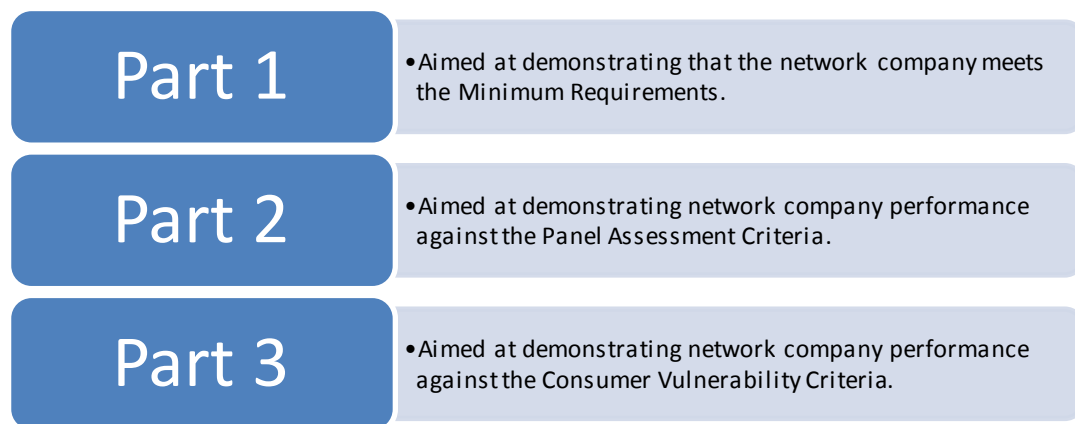 Part 1
•Aimed at demonstrating that the network company meets
the Minimum Requirements.
Part 2
•Aimed at demonstrating network company performance
against the Panel Assessment Criteria.
Part 3
•Aimed at demonstrating network company performance
against the Consumer Vulnerability Criteria.